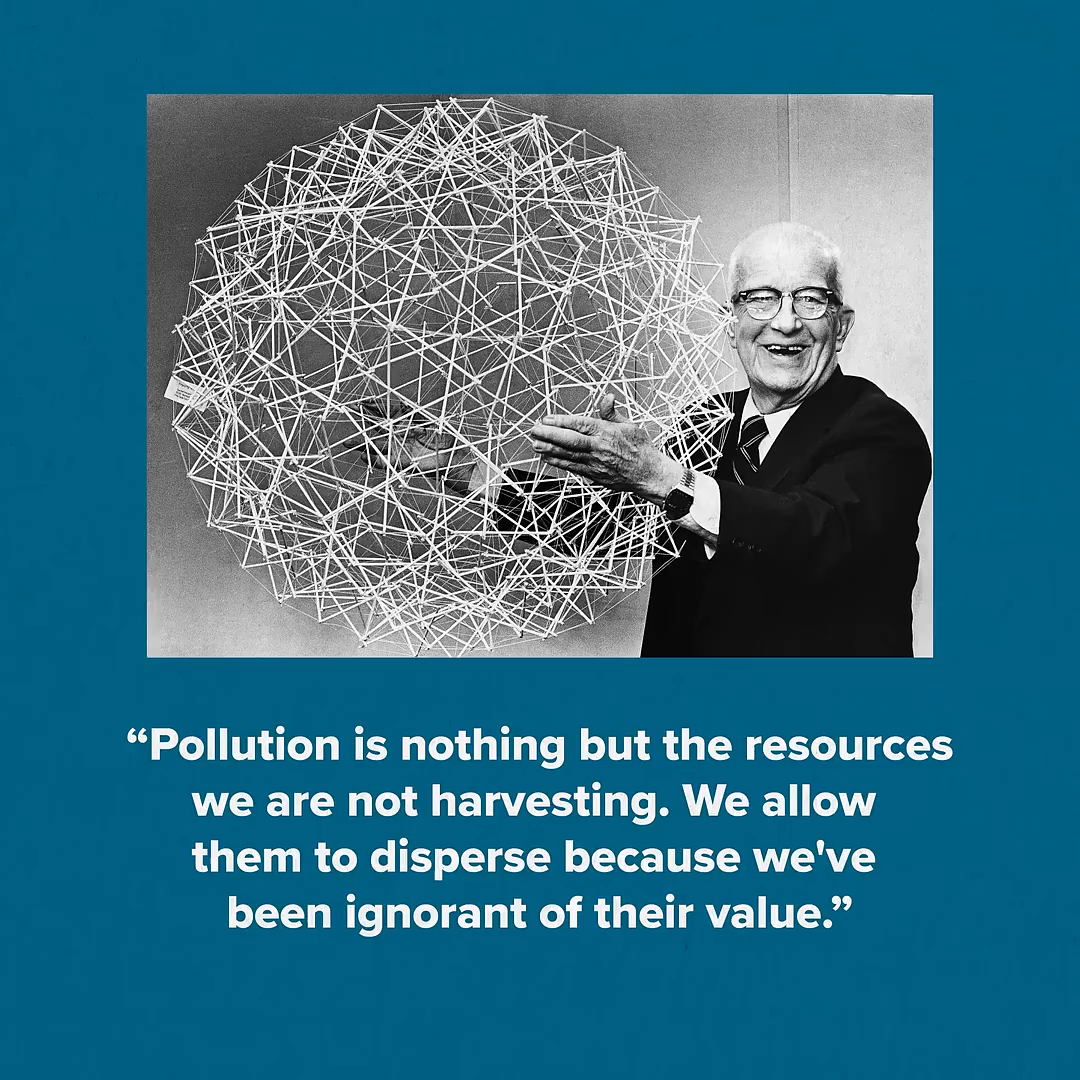 “Pollution is nothing but the resources
we are not harvesting. We allow
them to disperse because we've
been ignorant of their value.”